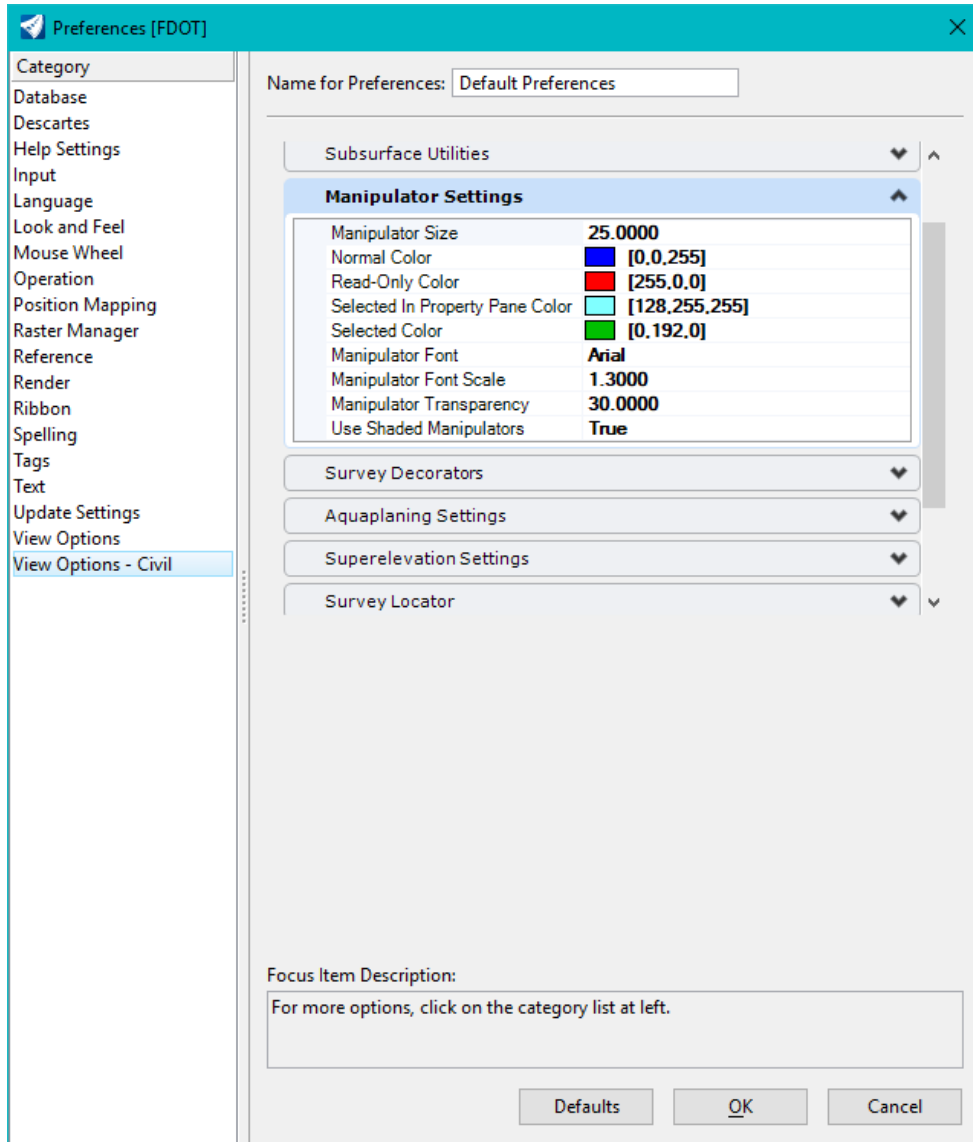 Preferences [FDOT]
Category
Database
Descartes
Help Settings
Input
Language
Look and Feel
Mouse Wheel
Operation
Position Mapping
Raster Manager
Reference
Render
Ribbon
Spelling
Tags
Text
Update Settings
View Options
View Options - Civil
Name for Preferences: Default Preferences
Subsurface Utilities
Manipulator Settings
Manipulator Size 25.0000
Normal Color [0,0,255]
Read-Only Color [255,0,0]
Selected In Property Pane Color [128,255,255]
Selected Color [0,192,0]
Manipulator Font Arial
Manipulator Font Scale 1.3000
Manipulator Transparency 30.0000
Use Shaded Manipulators True
Survey Decorators
Aquaplaning Settings
Superelevation Settings
Survey Locator
Focus Item Description:
For more options, click on the category list at left.
Defaults OK Cancel